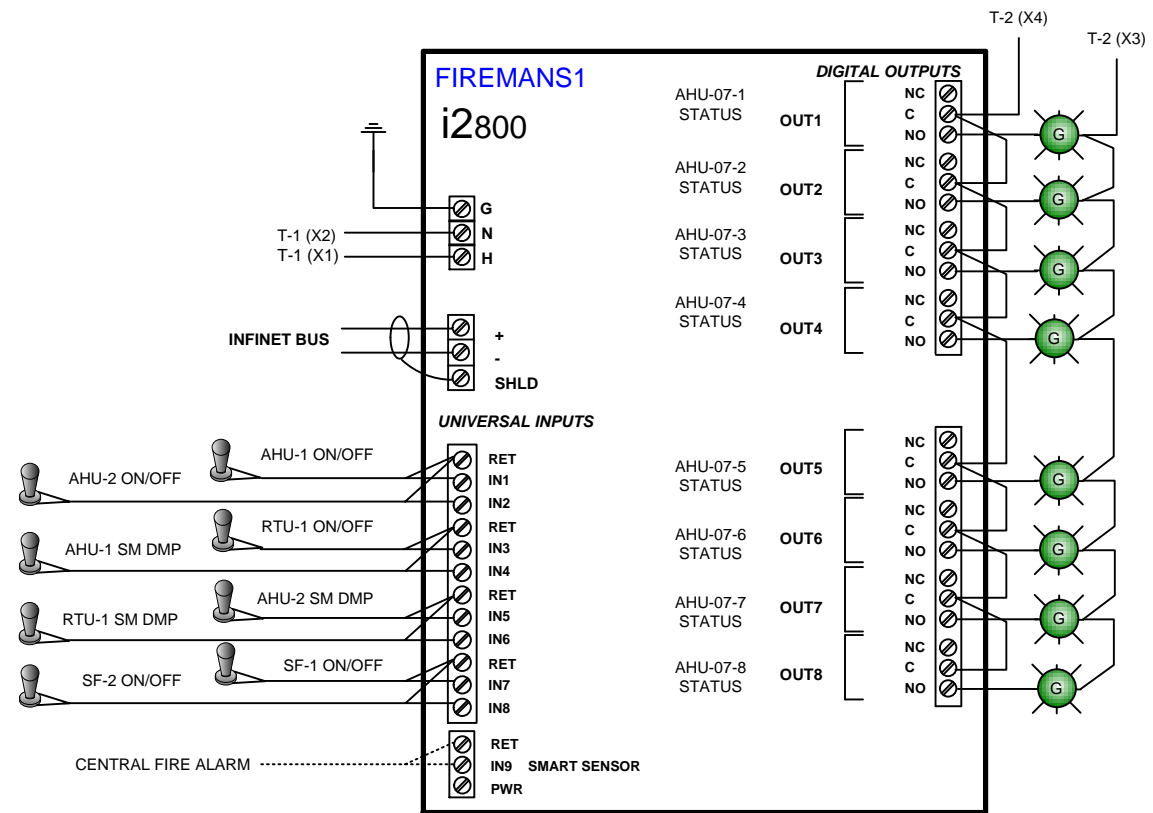 T-2 (X4)
T-2 (X3)
FIREMANS1
i2800
DIGITAL OUTPUTS
AHU-07-1
STATUS
OUT1
NC
C
NO
G
AHU-07-2
STATUS
OUT2
NC
C
NO
G
AHU-07-3
STATUS
OUT3
NC
C
NO
G
AHU-07-4
STATUS
OUT4
NC
C
NO
G
AHU-07-5
STATUS
OUT5
NC
C
NO
G
AHU-07-6
STATUS
OUT6
NC
C
NO
G
AHU-07-7
STATUS
OUT7
NC
C
NO
G
AHU-07-8
STATUS
OUT8
NC
C
NO
G
G
T-1 (X2)
N
T-1 (X1)
H
INFINET BUS
+
-
SHLD
UNIVERSAL INPUTS
AHU-1 ON/OFF
RET
AHU-2 ON/OFF
IN1
IN2
RTU-1 ON/OFF
RET
AHU-1 SM DMP
IN3
IN4
AHU-2 SM DMP
RET
RTU-1 SM DMP
IN5
IN6
SF-1 ON/OFF
RET
SF-2 ON/OFF
IN7
IN8
RET
CENTRAL FIRE ALARM
IN9 SMART SENSOR
PWR